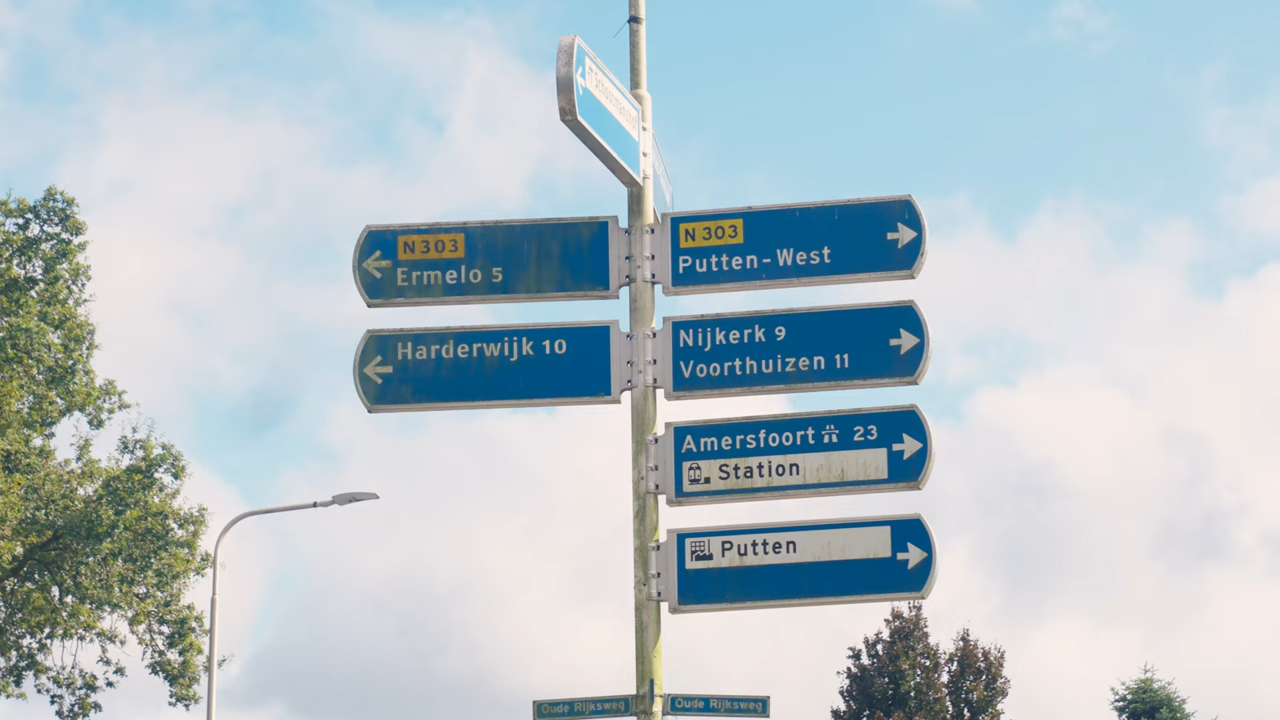 N303
Ermelo 5
Harderwijk 10
N 303
Putten-West
Nijkerk 9
Voorthuizen 11
Amersfoort 23
Station
Putten
Oude Rijksweg
Oude Rijksweg